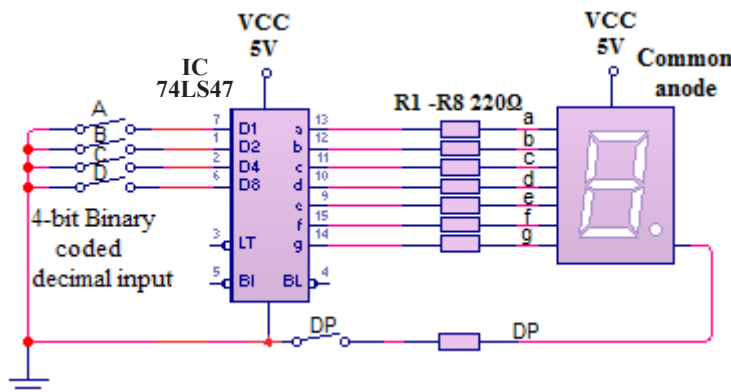 VCC
5V
IC
74LS47
VCC
5V
Common
anode
R1 -R8 220Ω
A
B
C
D
7
1
2
6
D1
D2
D4
D8
a
b
c
d
e
f
g
13
12
11
10
9
15
14
a
b
c
d
e
f
g
3
LT
5
BI
BL
4
4-bit Binary
coded
decimal input
DP
DP